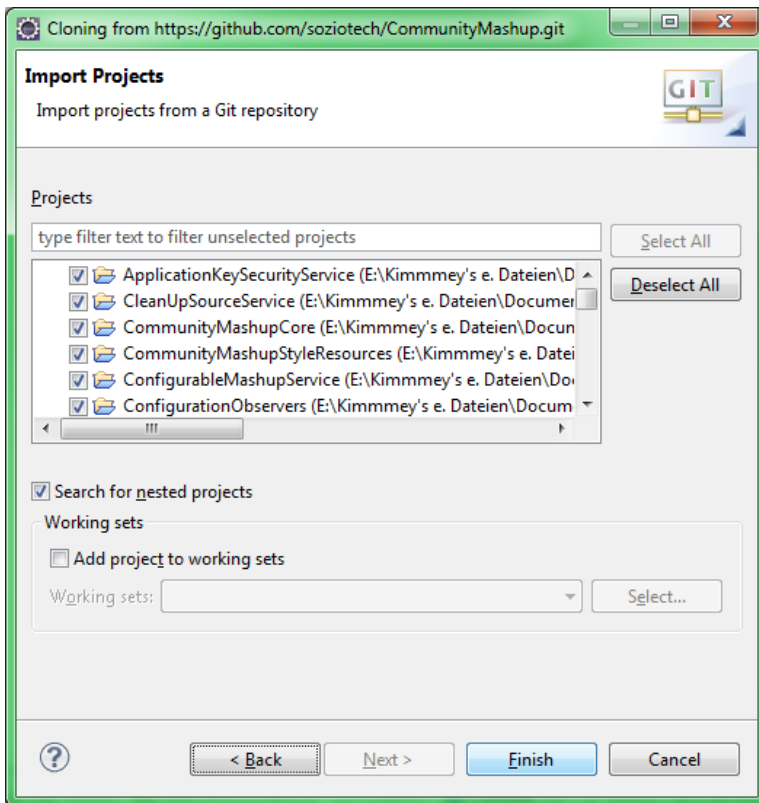 Cloning from https://github.com/soziotech/CommunityMashup.git
Import Projects
Import projects from a Git repository
GIT
Projects
type filter text to filter unselected projects
Select All
ApplicationKeySecurityService (E:\Kimmmey's e. Dateien\D
Deselect All
CleanUpSourceService (E:\Kimmmey's e. Dateien\Documen
CommunityMashupCore (E:\Kimmmey's e. Dateien\Docum
CommunityMashupStyleResources (E:\Kimmmey's e. Datei
ConfigurableMashupService (E:\Kimmmey's e. Dateien\Do
ConfigurationObservers (E:\Kimmmey's e. Dateien\Docum
Search for nested projects
Working sets
Add project to working sets
Working sets:
Select...
?
< Back
Next >
Finish
Cancel